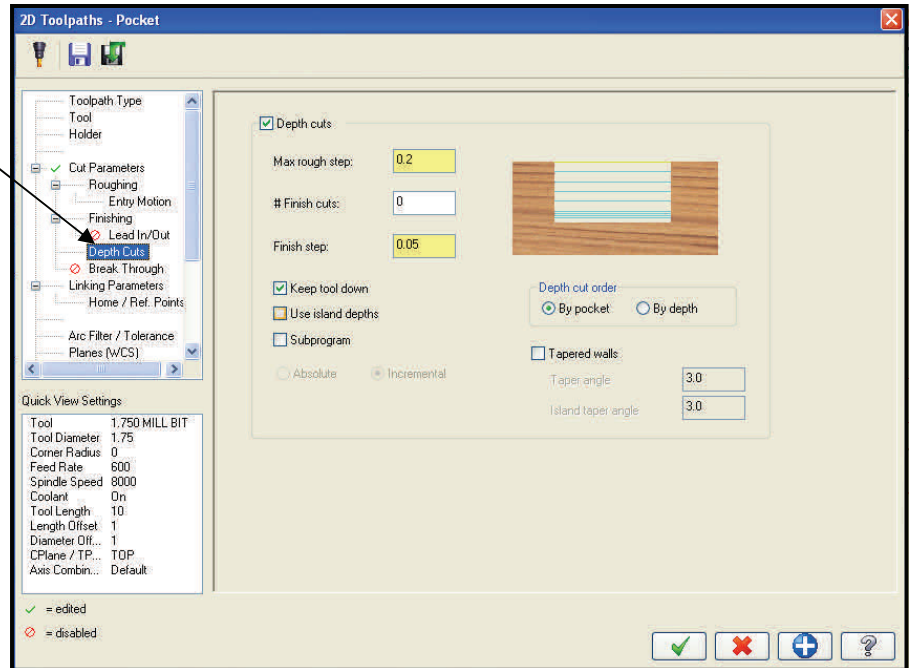 2D Toolpaths - Pocket
Toolpath Type
Tool
Holder
Cut Parameters
Roughing
Entry Motion
Finishing
Lead In/Out
Depth Cuts
Break Through
Linking Parameters
Home / Ref. Points
Arc Filter / Tolerance
Planes (WCS)
Quick View Settings
Tool 1.750 MILL BIT
Tool Diameter 1.75
Corner Radius 0
Feed Rate 600
Spindle Speed 8000
Coolant On
Tool Length 10
Length Offset 1
Diameter Off... 1
CPlane / TP... TOP
Axis Combin... Default
= edited
= disabled
Depth cuts
Max rough step: 0.2
# Finish cuts: 0
Finish step: 0.05
Keep tool down
Use island depths
Subprogram
Absolute Incremental
Depth cut order
By pocket By depth
Tapered walls
Taper angle 3.0
Island taper angle 3.0